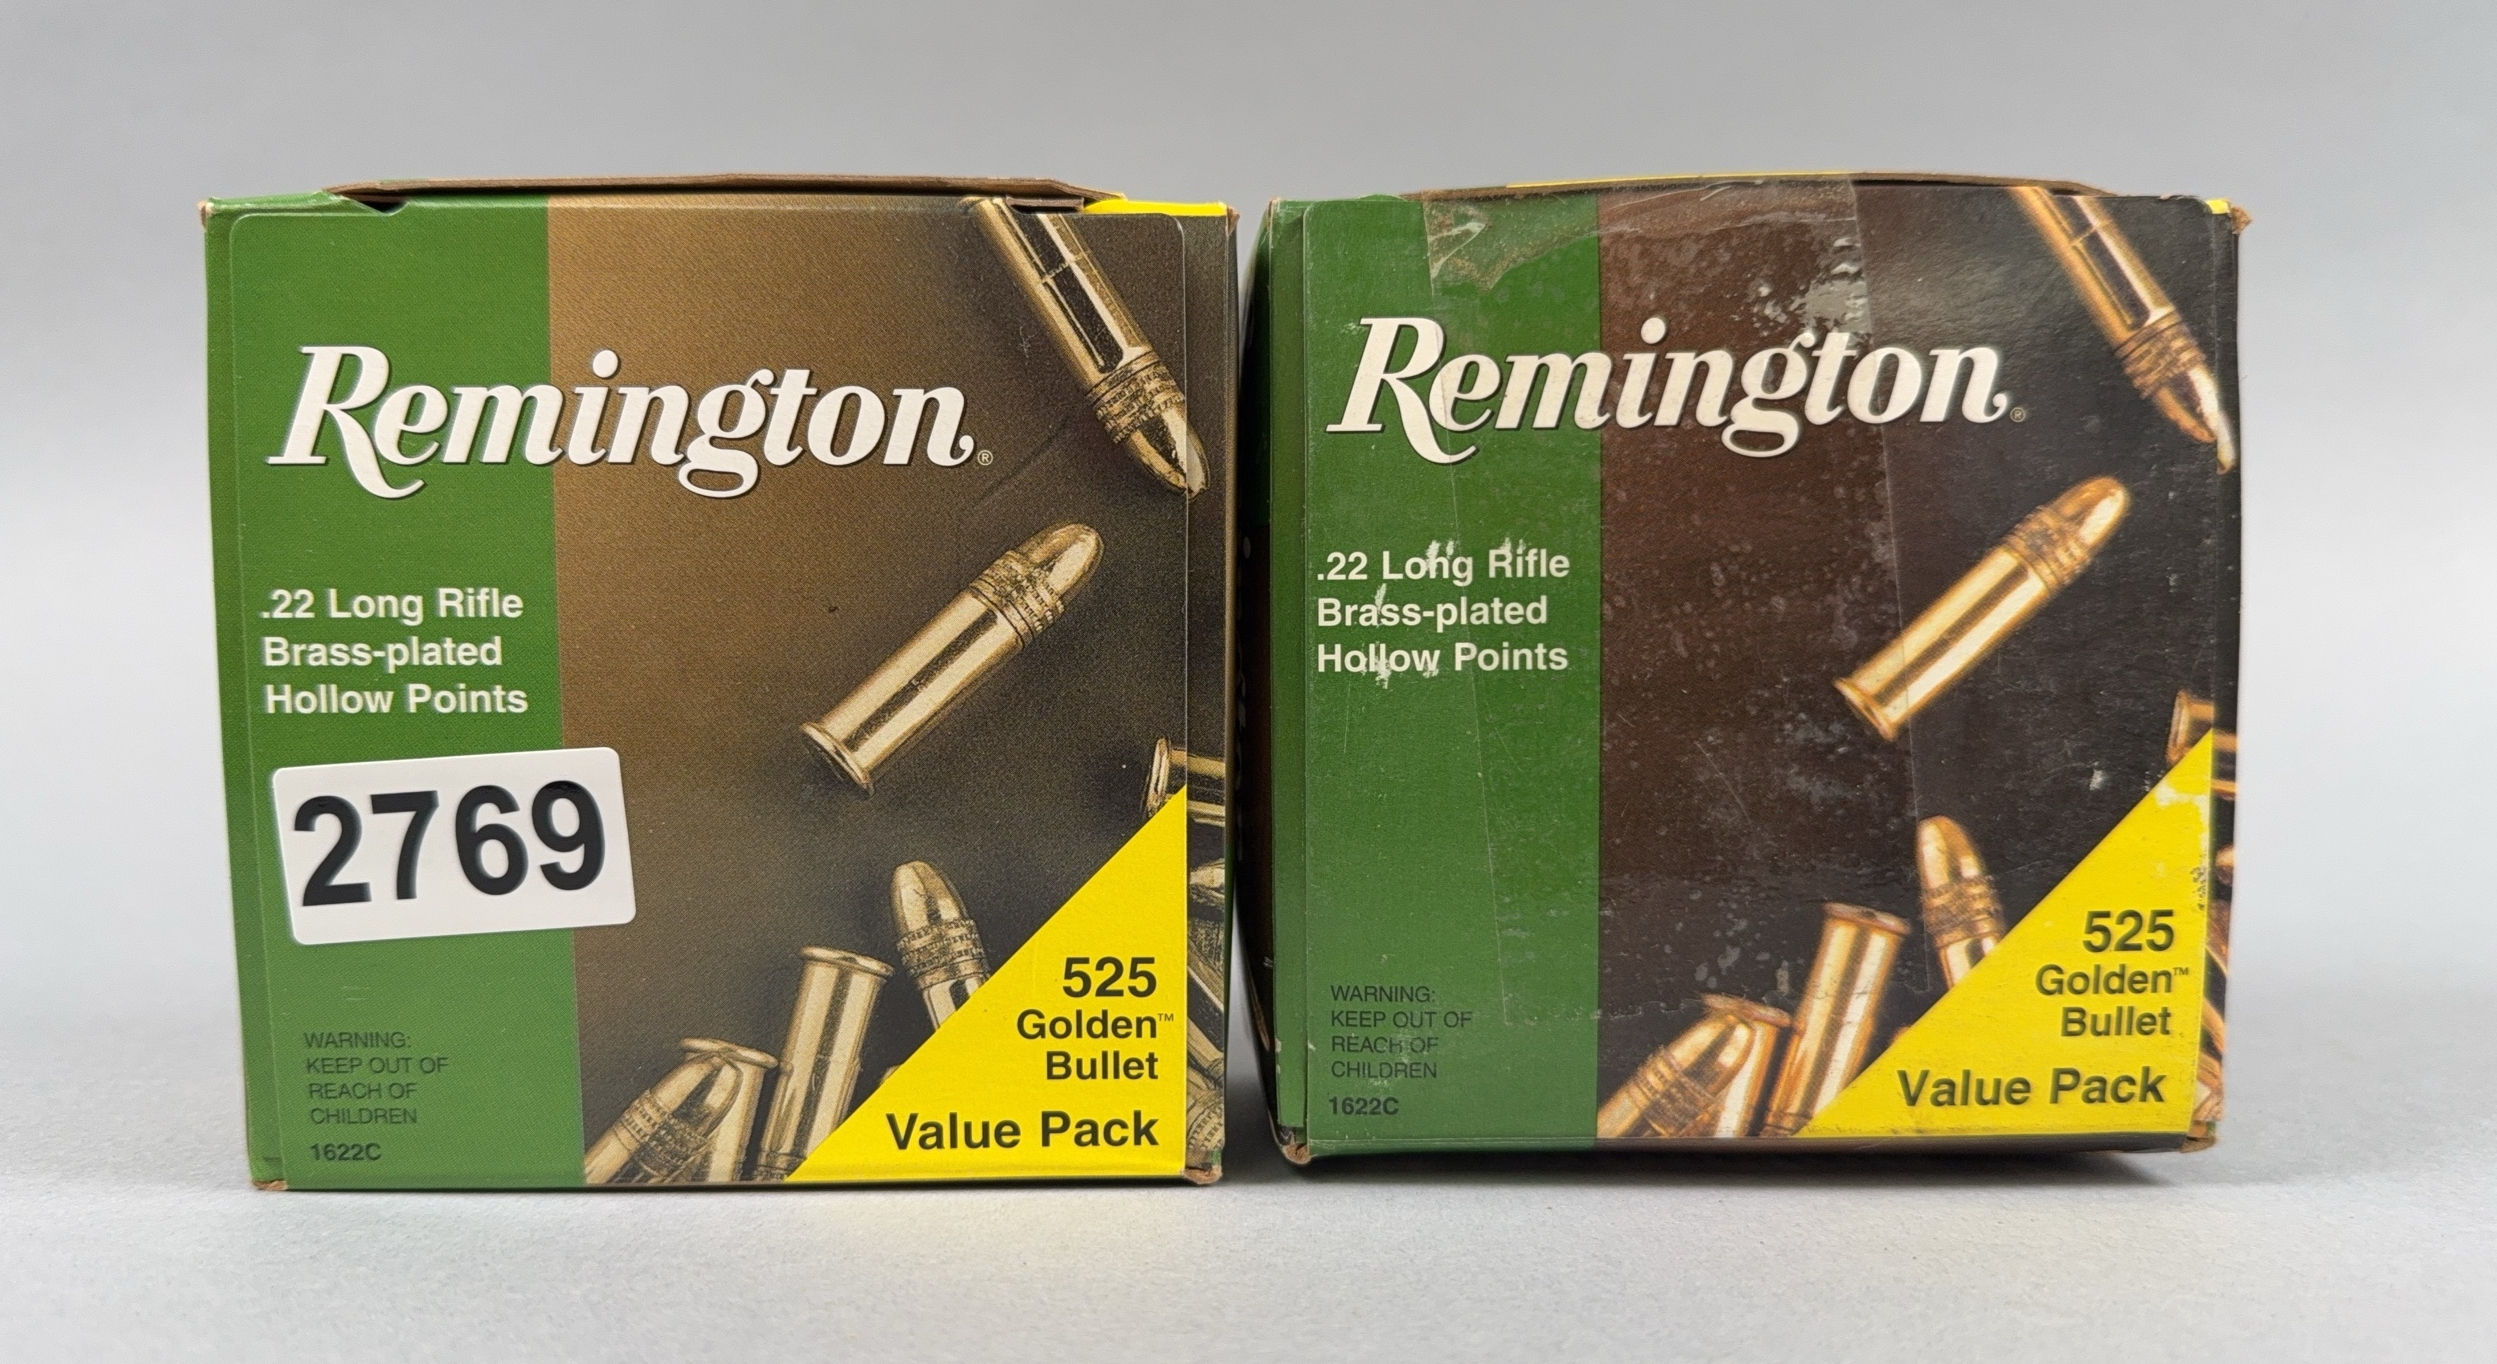 Remington®
.22 Long Rifle
Brass-plated
Hollow Points
2769
WARNING:
KEEP OUT OF
REACH OF
CHILDREN
1622C
525
Golden™
Bullet
Value Pack
Remington®
.22 Long Rifle
Brass-plated
Hollow Points
WARNING:
KEEP OUT OF
REACH OF
CHILDREN
1622C
525
Golden™
Bullet
Value Pack